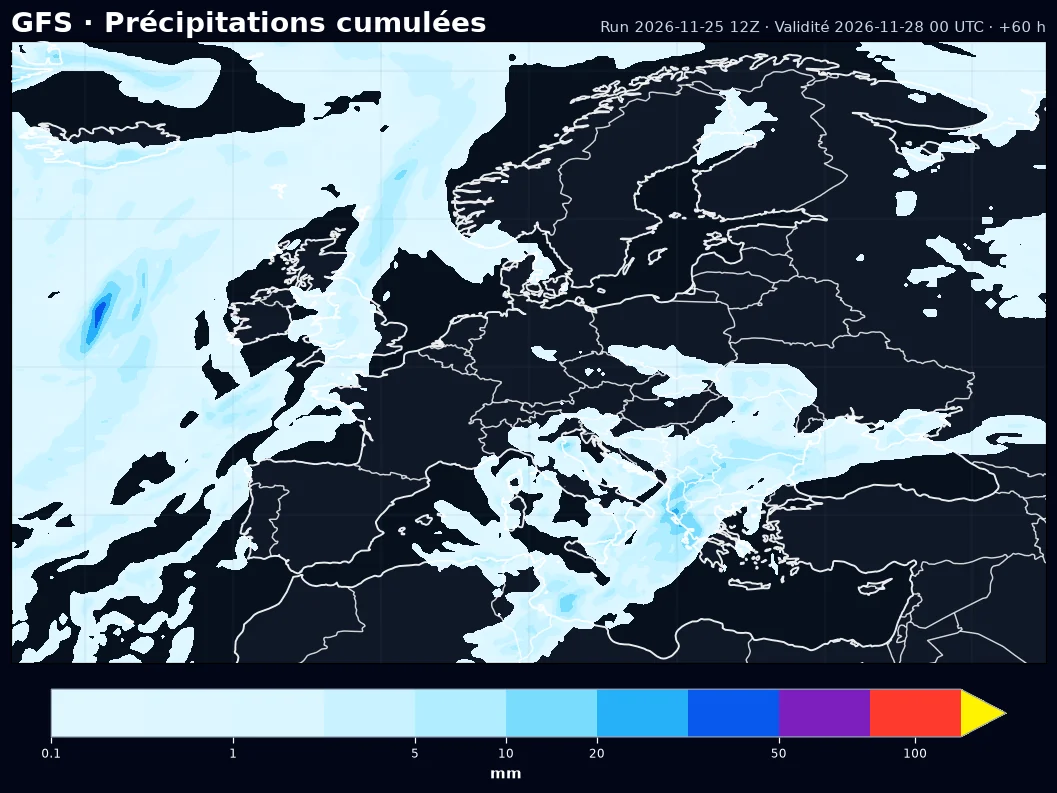 GFS · Précipitations cumulées
Run 2026-11-25 12Z · Validité 2026-11-28 00 UTC · +60 h
0.1 1 5 10 20 50 100
mm